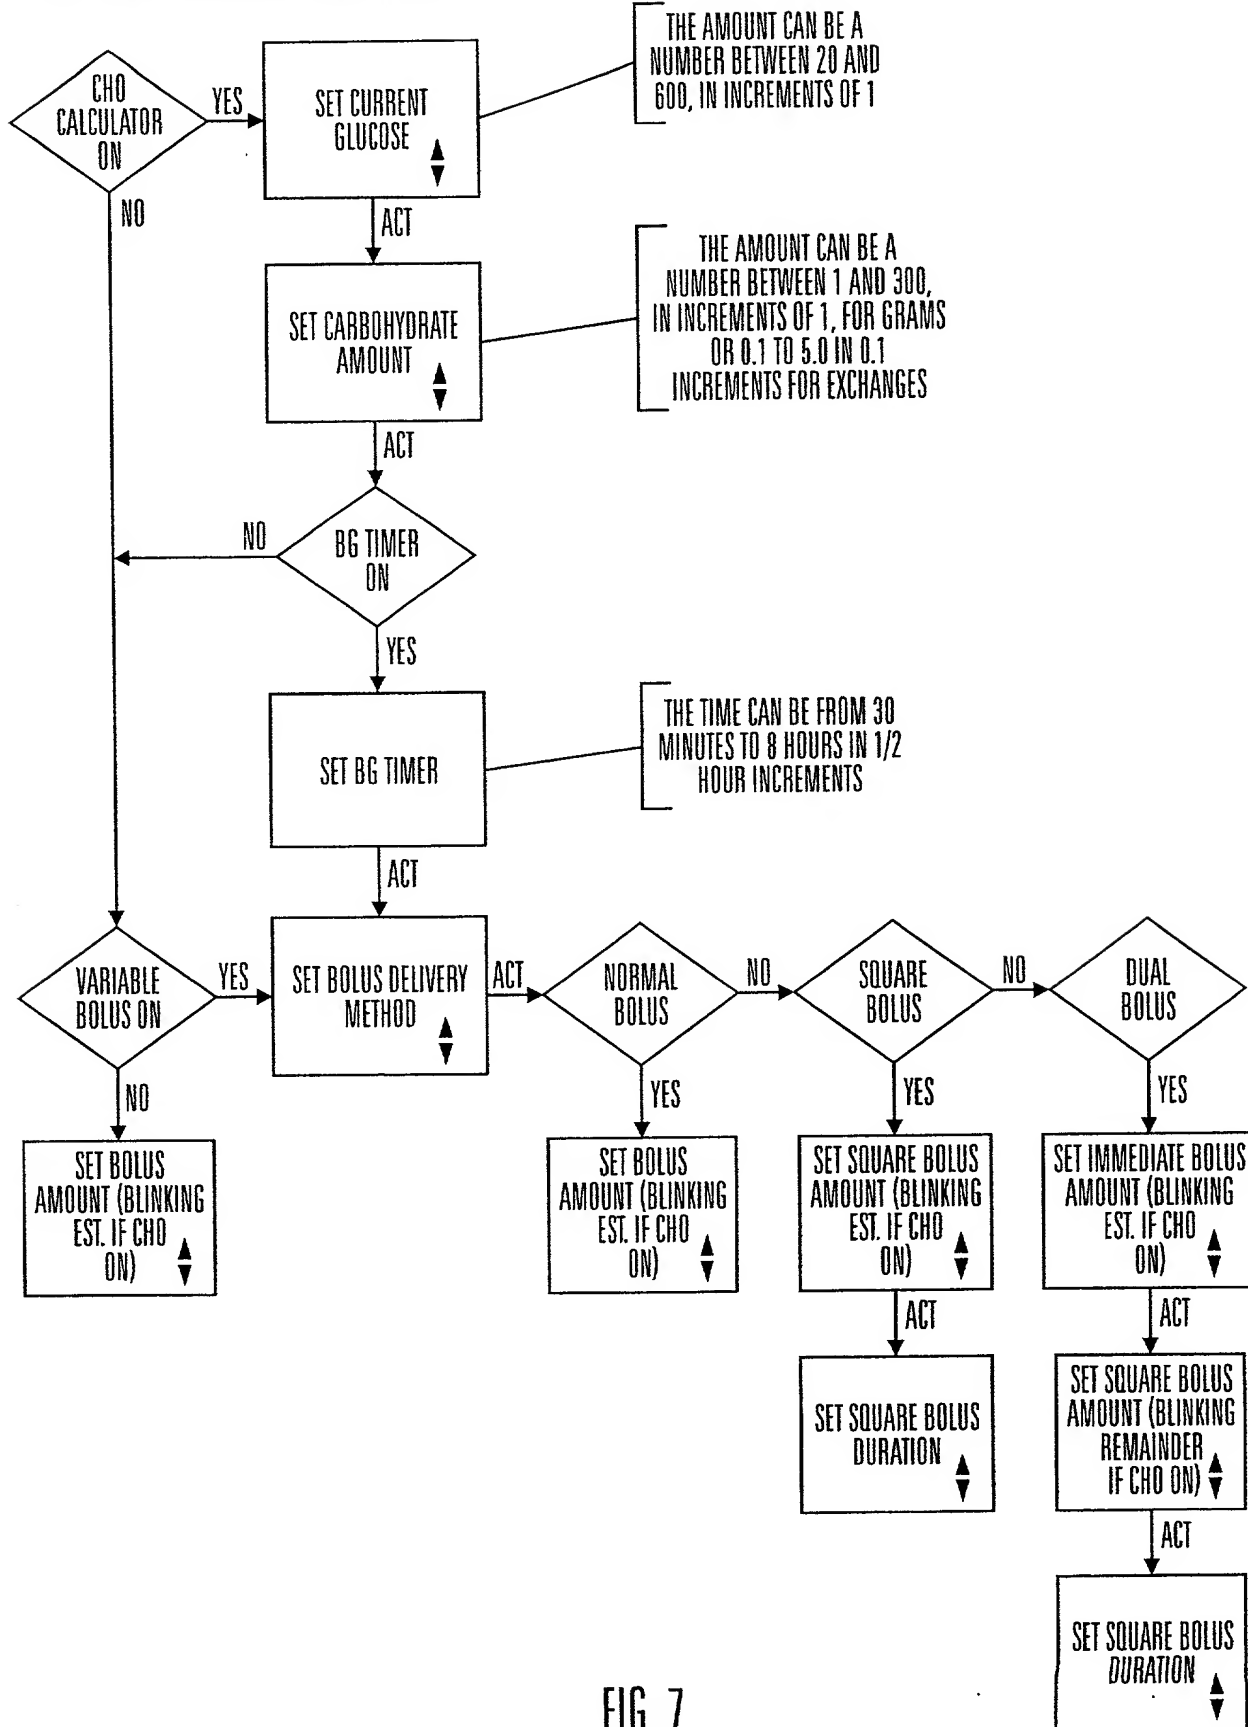 CHO
CALCULATOR
ON
YES
NO
SET CURRENT
GLUCOSE
THE AMOUNT CAN BE A
NUMBER BETWEEN 20 AND
600, IN INCREMENTS OF 1
ACT
SET CARBOHYDRATE
AMOUNT
THE AMOUNT CAN BE A
NUMBER BETWEEN 1 AND 300,
IN INCREMENTS OF 1, FOR GRAMS
OR 0.1 TO 5.0 IN 0.1
INCREMENTS FOR EXCHANGES
ACT
BG TIMER
ON
NO
YES
SET BG TIMER
THE TIME CAN BE FROM 30
MINUTES TO 8 HOURS IN 1/2
HOUR INCREMENTS
ACT
VARIABLE
BOLUS ON
YES
NO
SET BOLUS DELIVERY
METHOD
ACT
NORMAL
BOLUS
NO
YES
SQUARE
BOLUS
NO
YES
DUAL
BOLUS
YES
SET BOLUS
AMOUNT (BLINKING
EST. IF CHO
ON)
SET BOLUS
AMOUNT (BLINKING
EST. IF CHO
ON)
SET SQUARE BOLUS
AMOUNT (BLINKING
EST. IF CHO
ON)
ACT
SET SQUARE BOLUS
DURATION
SET IMMEDIATE BOLUS
AMOUNT (BLINKING
EST. IF CHO
ON)
ACT
SET SQUARE BOLUS
AMOUNT (BLINKING
REMAINDER
IF CHO ON)
ACT
SET SQUARE BOLUS
DURATION
FIG. 7